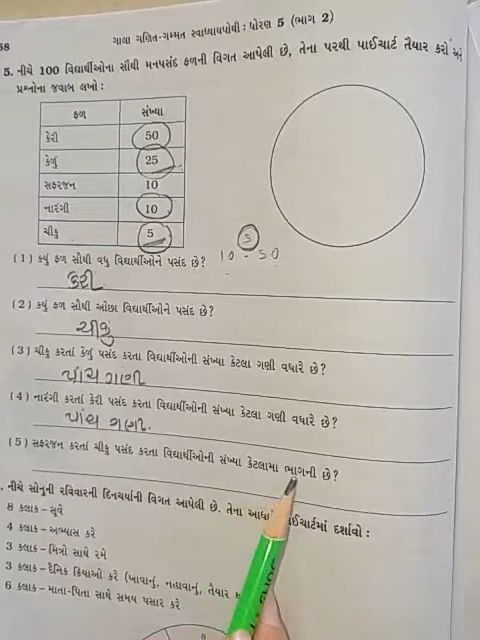 58
ગાલા ગણિત-ગમ્મત સ્વાધ્યાયપોથી : ધોરણ 5 (ભાગ 2)
5. નીચે 100 વિદ્યાર્થીઓના સૌથી મનપસંદ ફળની વિગત આપેલી છે, તેના પરથી પાઈચાર્ટ તૈયાર કરો અને
પ્રશ્નોના જવાબ લખો :
ફળ સંખ્યા
કેરી 50
કેળું 25
સફરજન 10
નારંગી 10
ચીકુ 5
5
10 - 50
(1) કયું ફળ સૌથી વધુ વિદ્યાર્થીઓને પસંદ છે?
કેરી
(2) કયું ફળ સૌથી ઓછા વિદ્યાર્થીઓને પસંદ છે?
ચીકું
(3) ચીકુ કરતાં કેળું પસંદ કરતા વિદ્યાર્થીઓની સંખ્યા કેટલા ગણી વધારે છે?
પાંચ ગણી
(4) નારંગી કરતાં કેરી પસંદ કરતા વિદ્યાર્થીઓની સંખ્યા કેટલા ગણી વધારે છે?
પાંચ ગણી.
(5) સફરજન કરતાં ચીકુ પસંદ કરતા વિદ્યાર્થીઓની સંખ્યા કેટલામા ભાગની છે?
. નીચે સોનુની રવિવારની દિનચર્યાની વિગત આપેલી છે. તેના આધા પાઈચાર્ટમાં દર્શાવો :
8 કલાક – સૂવે
4 કલાક – અભ્યાસ કરે
3 કલાક – મિત્રો સાથે રમે
3 કલાક – દૈનિક ક્રિયાઓ કરે (ખાવાનું, નહાવાનું, તૈયાર
6 કલાક – માતા-પિતા સાથે સમય પસાર કરે